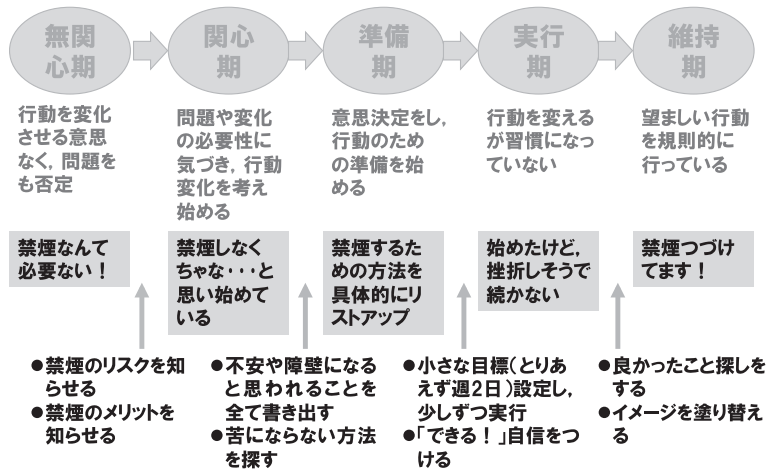 無関
心期
関心
期
準備
期
実行
期
維持
期
行動を変化
させる意思
なく，問題を
も否定
問題や変化
の必要性に
気づき，行動
変化を考え
始める
意思決定をし，
行動のため
の準備を始
める
行動を変える
が習慣になっ
ていない
望ましい行動
を規則的に
行っている
禁煙なんて
必要ない！
禁煙しなく
ちゃな・・・と
思い始めて
いる
禁煙するた
めの方法を
具体的にリ
ストアップ
始めたけど，
挫折しそうで
続かない
禁煙つづけ
てます！
●禁煙のリスクを知
らせる
●禁煙のメリットを
知らせる
●不安や障壁になる
と思われることを
全て書き出す
●苦にならない方法
を探す
●小さな目標（とりあ
えず週2日）設定し，
少しずつ実行
●「できる！」自信をつ
ける
●良かったこと探しを
する
●イメージを塗り替え
る